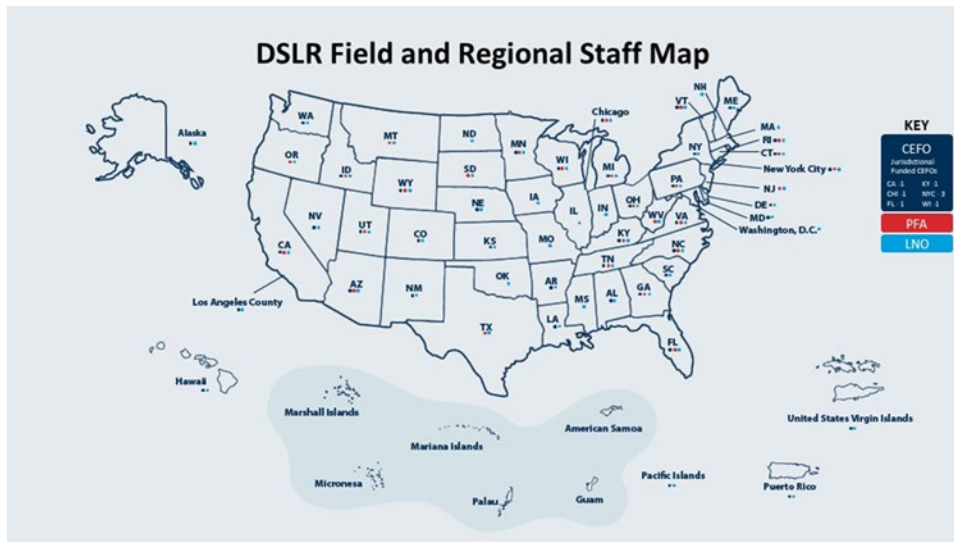 DSLR Field and Regional Staff Map
NH
VT
ME
WA
Chicago
MA
KEY
Alaska
MT
ND
MN
RI
CEFO
OR
ID
WI
MI
NY
CT
Jurisdictional-
Funded CEFOs
New York City
SD
WY
PA
CA -1 KY -1
CHI -1 NYC - 3
FL - 1 WI -1
NJ
IA
OH
NE
DE
NV
UT
IL
IN
WV
VA
MD
PFA
CO
Washington, D.C.
CA
KS
MO
KY
LNO
NC
TN
OK
AR
SC
AZ
NM
MS
AL
GA
Los Angeles County
LA
TX
FL
Hawaii
Marshall Islands
American Samoa
United States Virgin Islands
Mariana Islands
Micronesa
Pacific Islands
Puerto Rico
Palau
Guam